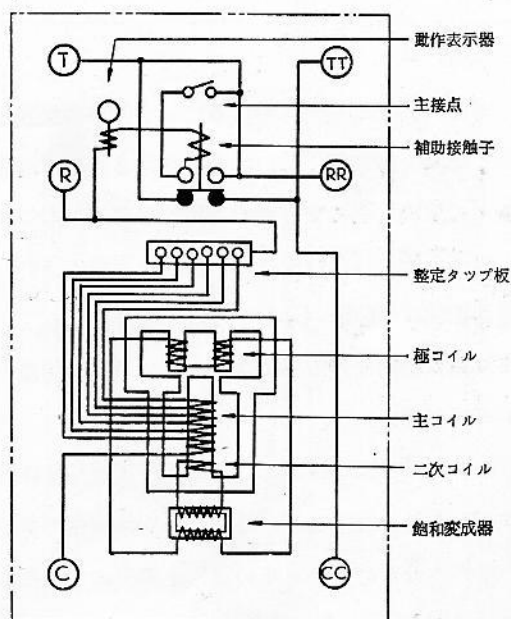 動作表示器
T
TT
主接点
補助接触子
R
RR
整定タップ板
極コイル
主コイル
二次コイル
飽和変成器
C
CC